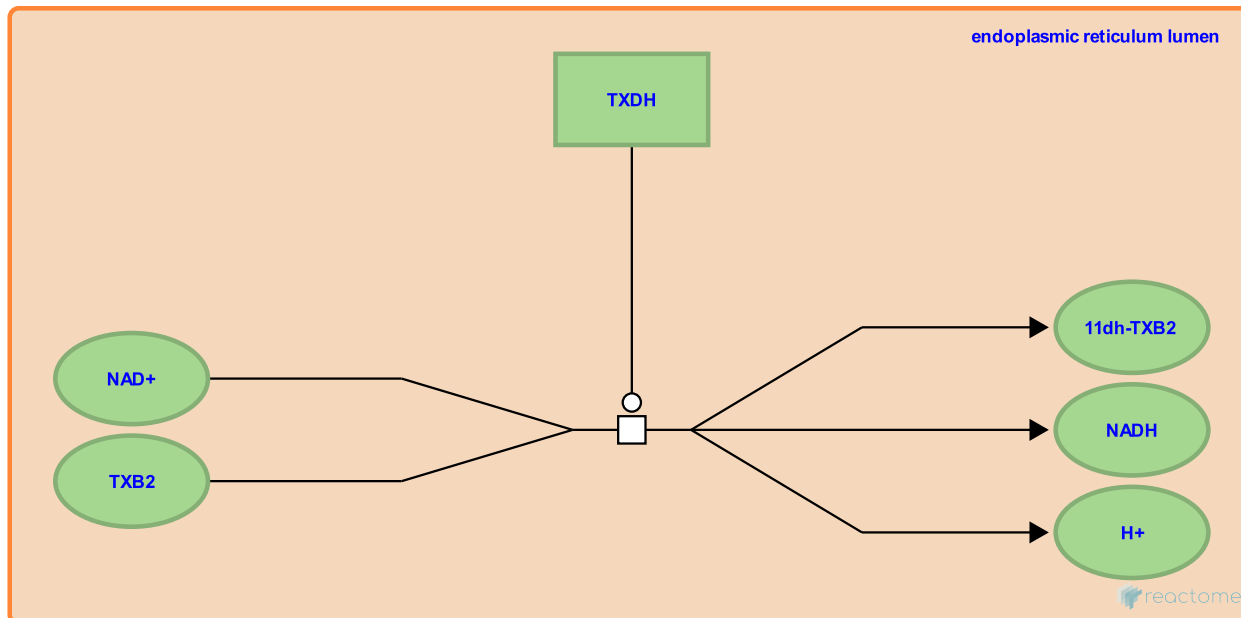 endoplasmic reticulum lumen
TXDH
11dh-TXB2
NAD+
NADH
TXB2
H+
reactome